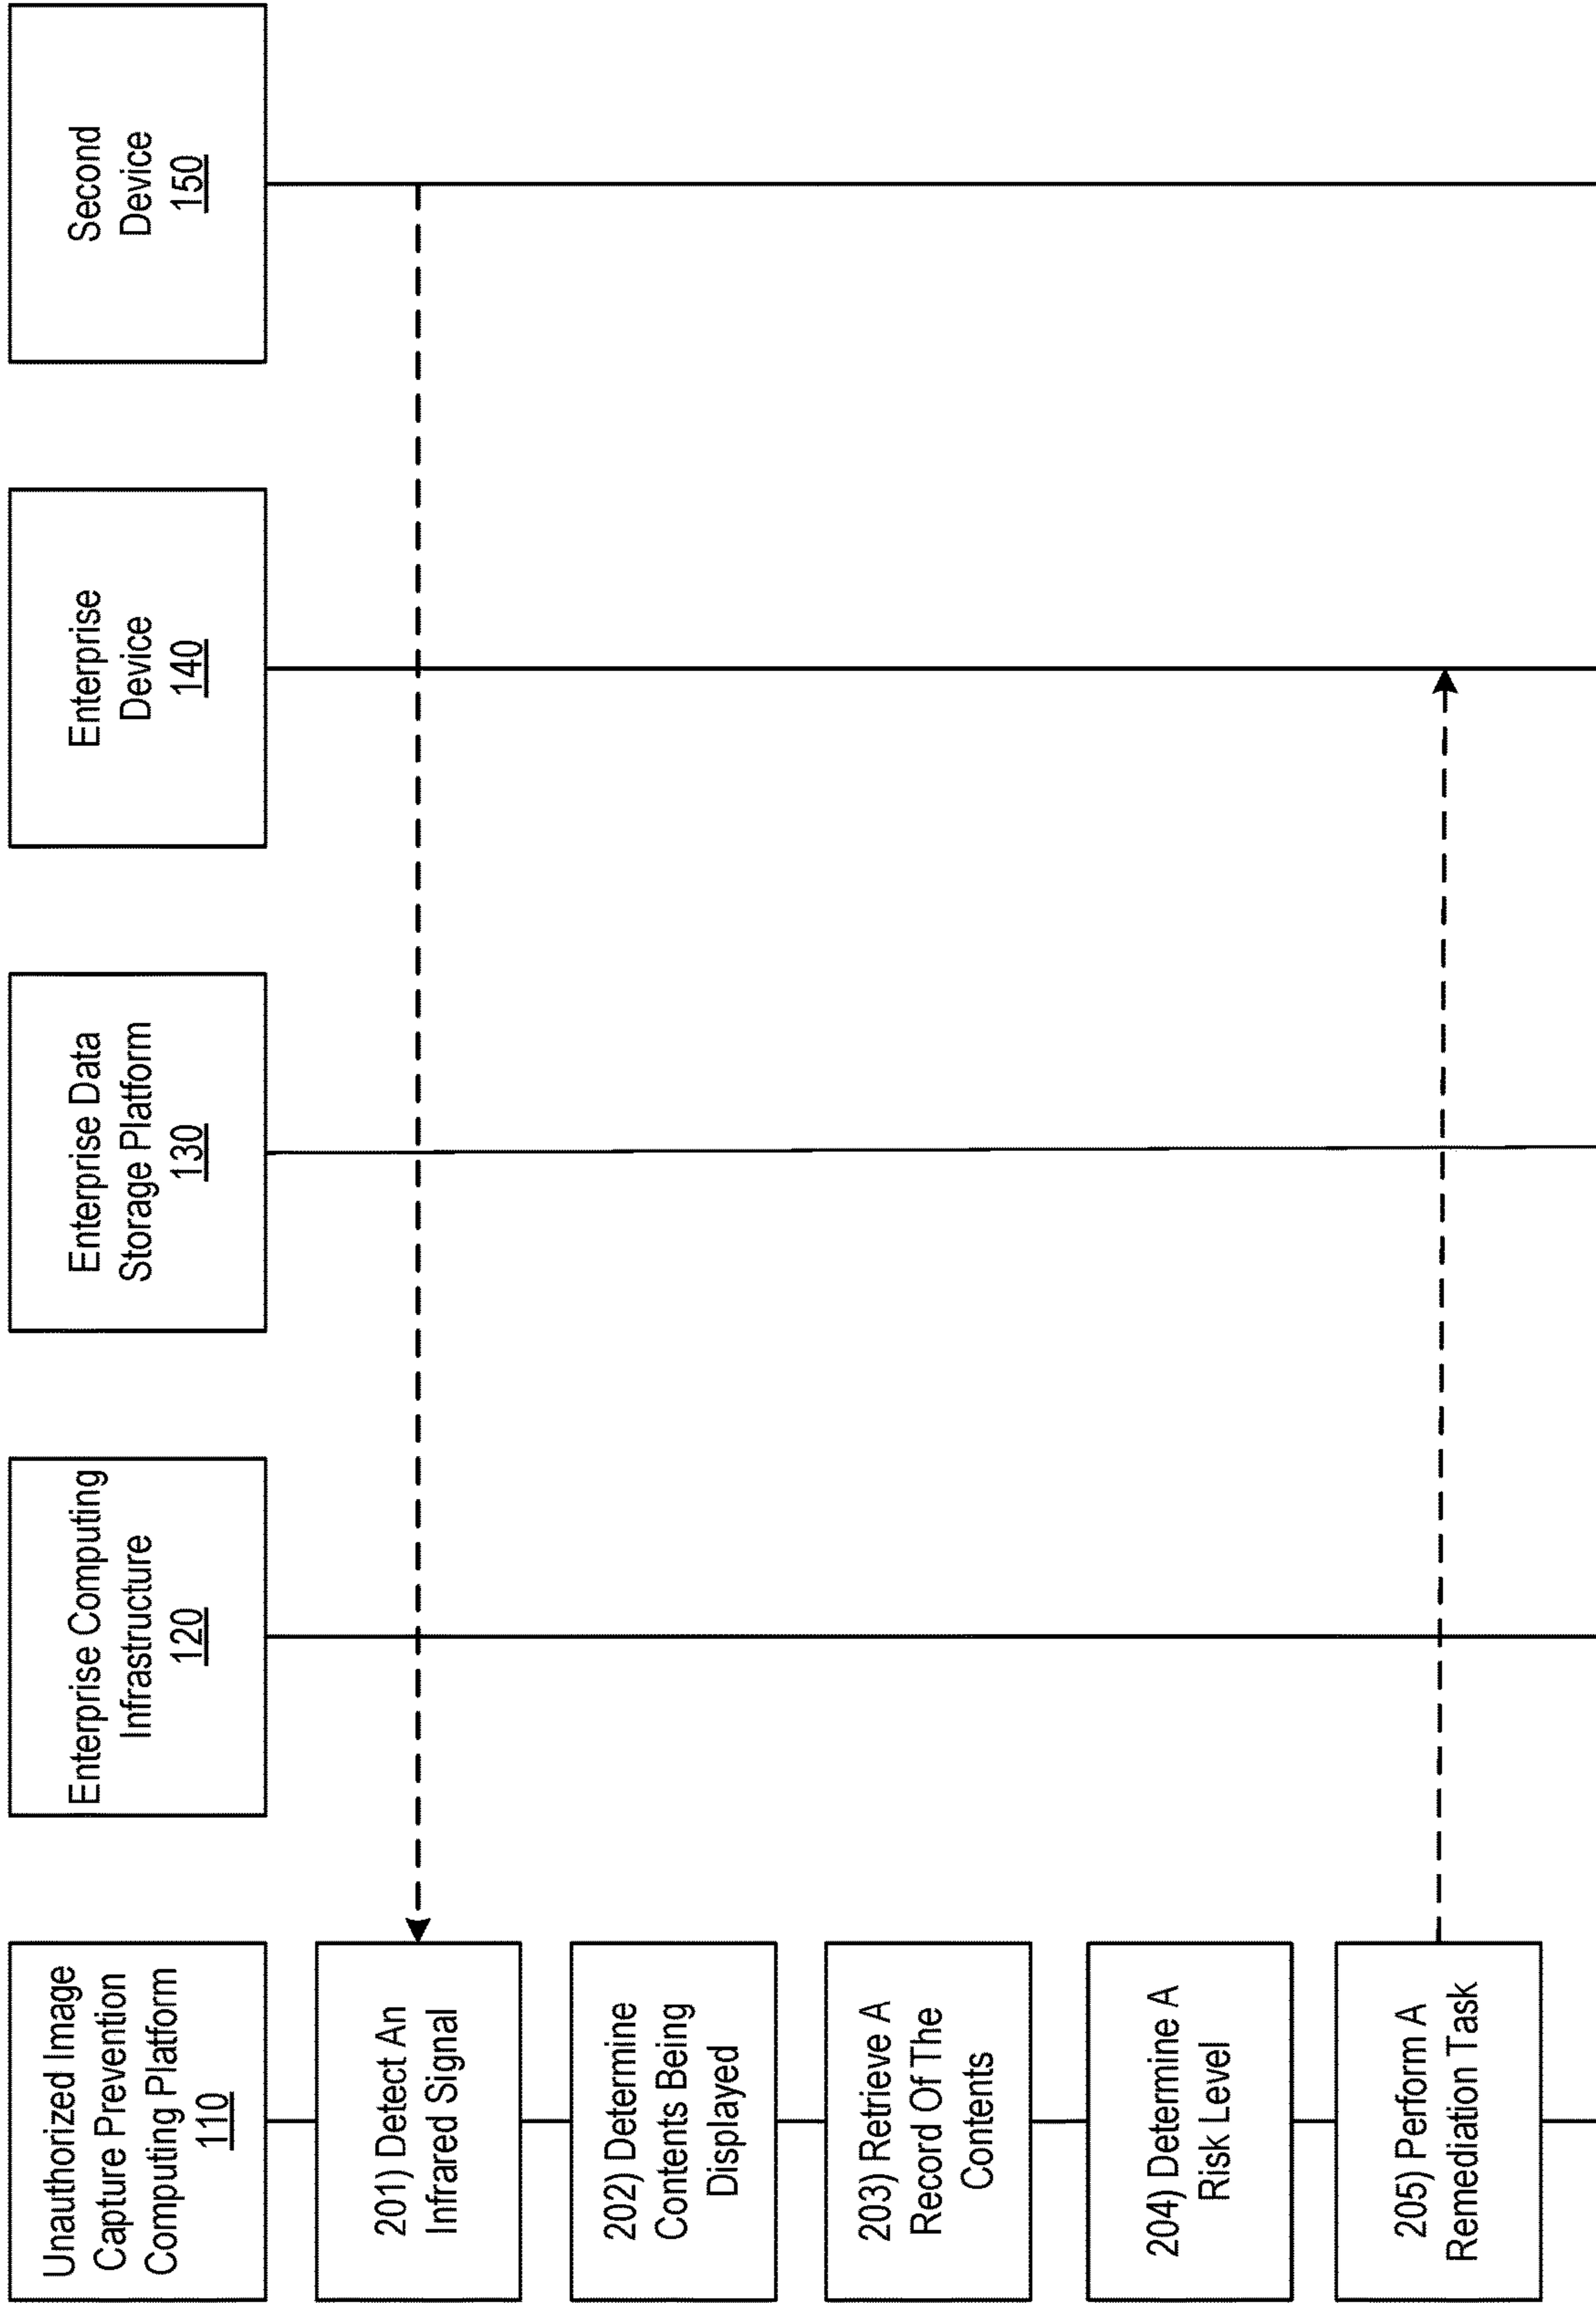 Unauthorized Image
Capture Prevention
Computing Platform
110
Enterprise Computing
Infrastructure
120
Enterprise Data
Storage Platform
130
Enterprise
Device
140
Second
Device
150
201) Detect An
Infrared Signal
202) Determine
Contents Being
Displayed
203) Retrieve A
Record Of The
Contents
204) Determine A
Risk Level
205) Perform A
Remediation Task